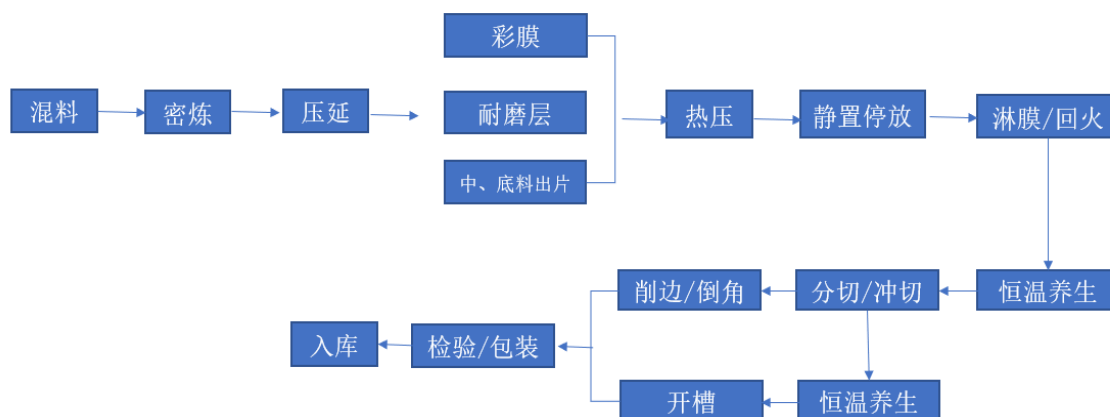 彩膜
混料
密炼
压延
耐磨层
热压
静置停放
淋膜/回火
中、底料出片
削边/倒角
分切/冲切
恒温养生
入库
检验/包装
开槽
恒温养生